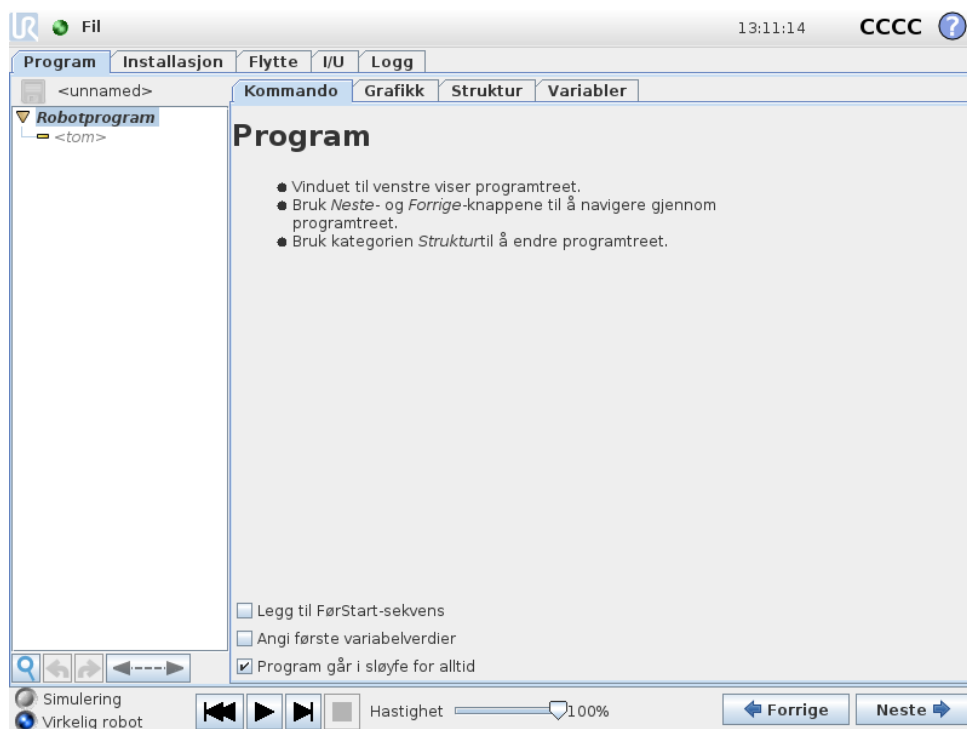 UR Fil 13:11:14 CCCC ?
Program Installasjon Flytte I/U Logg
<unnamed> Kommando Grafikk Struktur Variabler
Robotprogram
<tom>
Program
Vinduet til venstre viser programtreet.
Bruk Neste- og Forrige-knappene til å navigere gjennom
programtreet.
Bruk kategorien Strukturtil å endre programtreet.
Legg til FørStart-sekvens
Angi første variabelverdier
Program går i sløyfe for alltid
Simulering
Virkelig robot
Hastighet 100% Forrige Neste